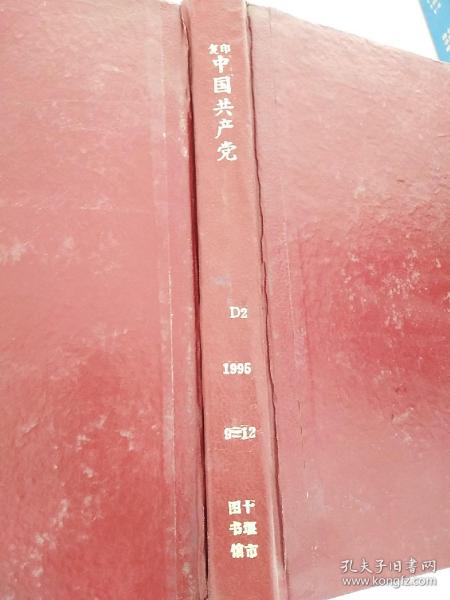 复印
中国共产党
D2
1995
9=12
十堰市
图书馆
孔夫子旧书网
www.kongfz.com